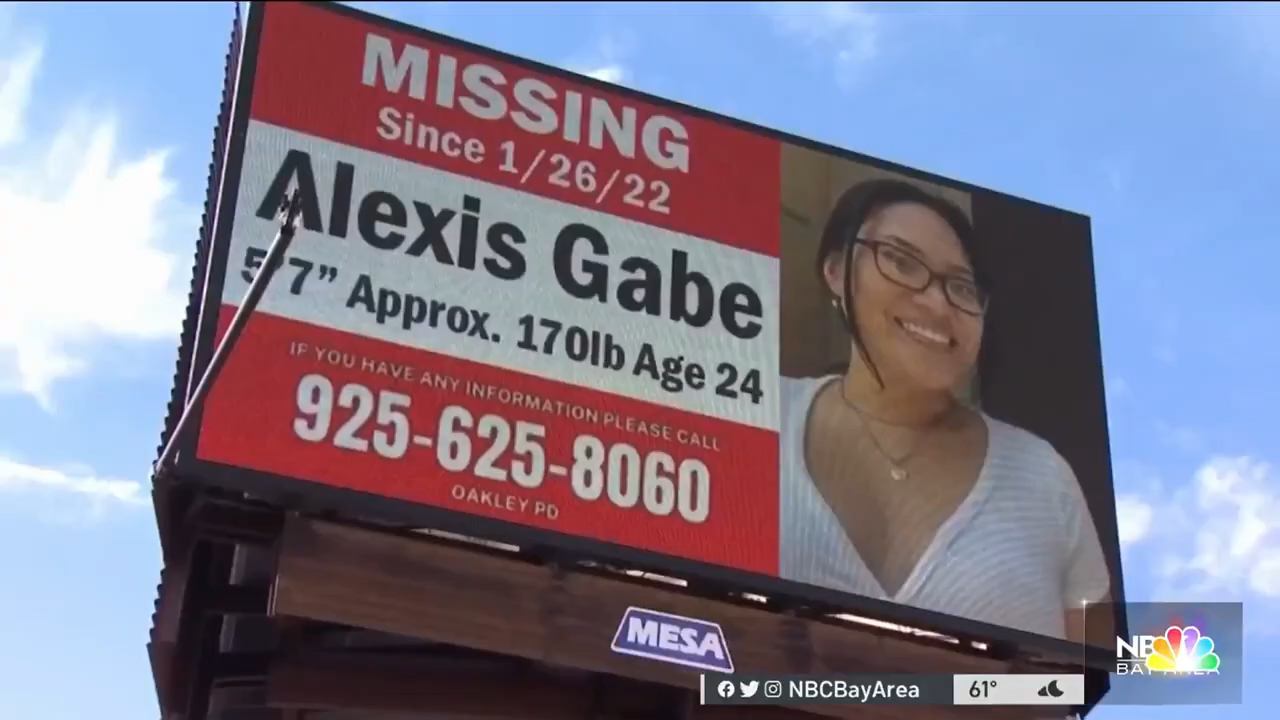 MISSING
Since 1/26/22
Alexis Gabe
5'7” Approx. 170lb Age 24
IF YOU HAVE ANY INFORMATION PLEASE CALL
925-625-8060
OAKLEY PD
MESA
NBCBayArea
61°
NBC
BAY AREA